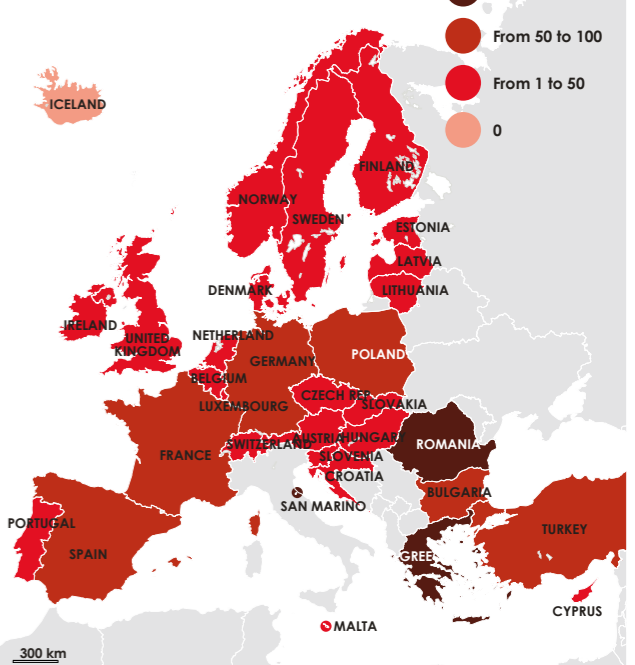 From 50 to 100
From 1 to 50
0
ICELAND
FINLAND
NORWAY
SWEDEN
ESTONIA
LATVIA
DENMARK
LITHUANIA
IRELAND
UNITED
KINGDOM
NETHERLAND
POLAND
GERMANY
BELGIUM
CZECH REP
SLOVAKIA
LUXEMBOURG
SWITZERLAND
AUSTRIA
HUNGARY
ROMANIA
FRANCE
SLOVENIA
CROATIA
BULGARIA
SAN MARINO
PORTUGAL
TURKEY
SPAIN
GREE
CYPRUS
MALTA
300 km